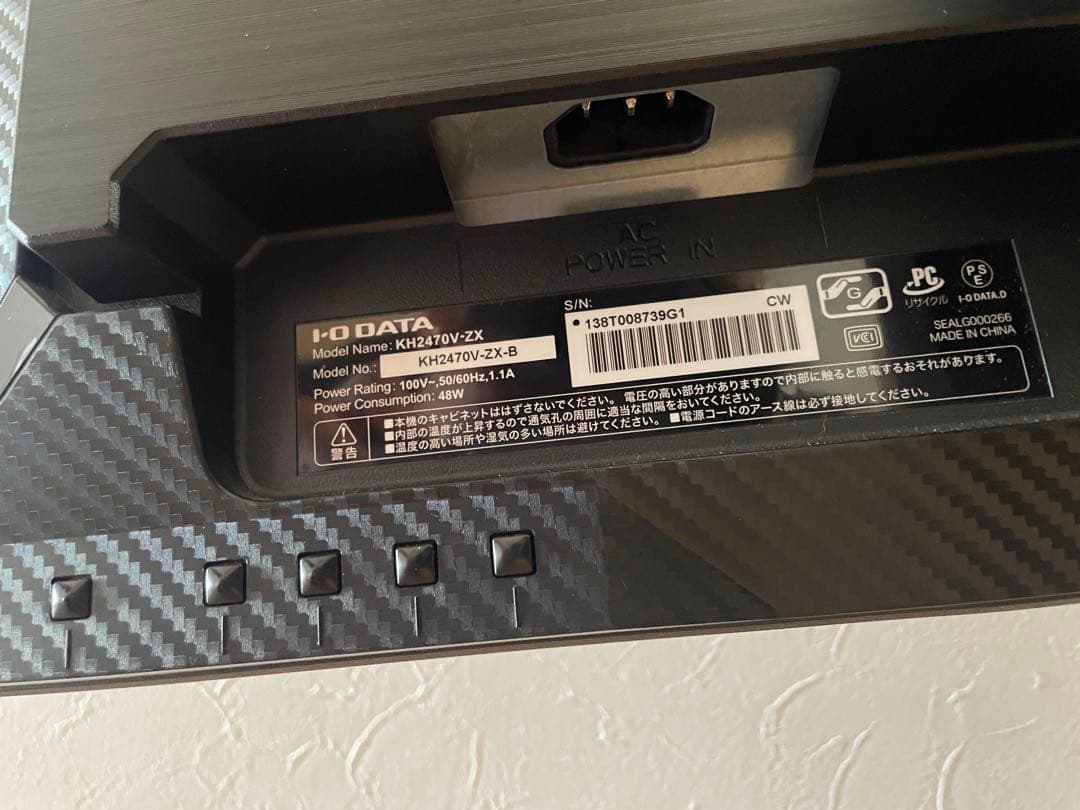 AC
POWER IN
I-O DATA
Model Name: KH2470V-ZX
Model No.: KH2470V-ZX-B
Power Rating: 100V~,50/60Hz,1.1A
Power Consumption: 48W
S/N:
138T008739G1
CW
G
VCCI
PC
リサイクル
PSE
I-O DATA.D
SEALG000266
MADE IN CHINA
警告
■本機のキャビネットははずさないでください。電圧の高い部分がありますので内部に触ると感電するおそれがあります。
■内部の温度が上昇するので通気孔の周囲に適当な間隔をおいてください。
■温度の高い場所や湿気の多い場所は避けてください。 ■電源コードのアース線は必ず接地してください。